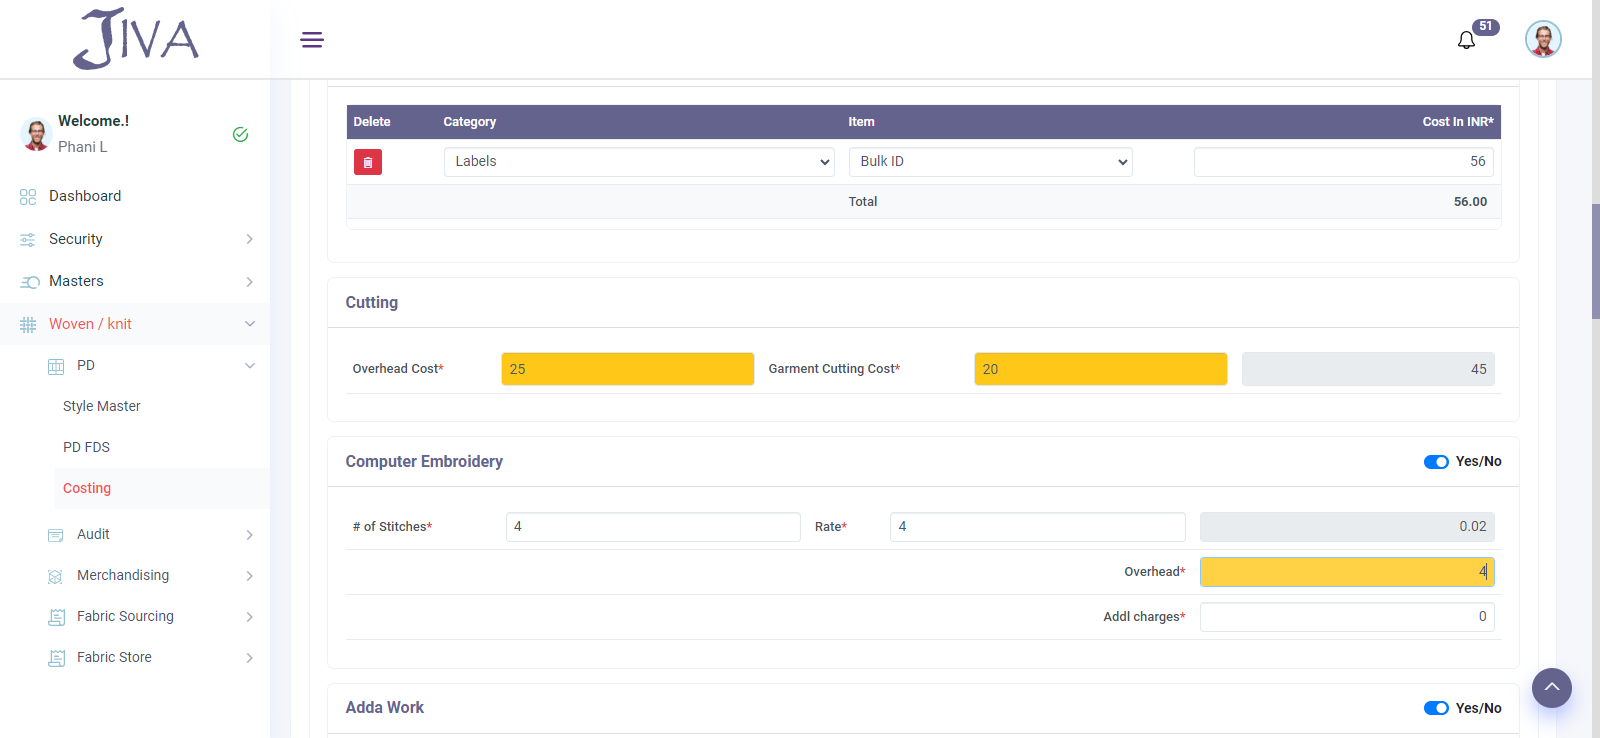 JIVA
51
Welcome.!
Phani L
Dashboard
Security
Masters
Woven / knit
PD
Style Master
PD FDS
Costing
Audit
Merchandising
Fabric Sourcing
Fabric Store
Delete Category Item Cost In INR*
Labels Bulk ID 56
Total 56.00
Cutting
Overhead Cost* 25 Garment Cutting Cost* 20 45
Computer Embroidery Yes/No
# of Stitches* 4 Rate* 4 0.02
Overhead* 4
Addl charges* 0
Adda Work Yes/No